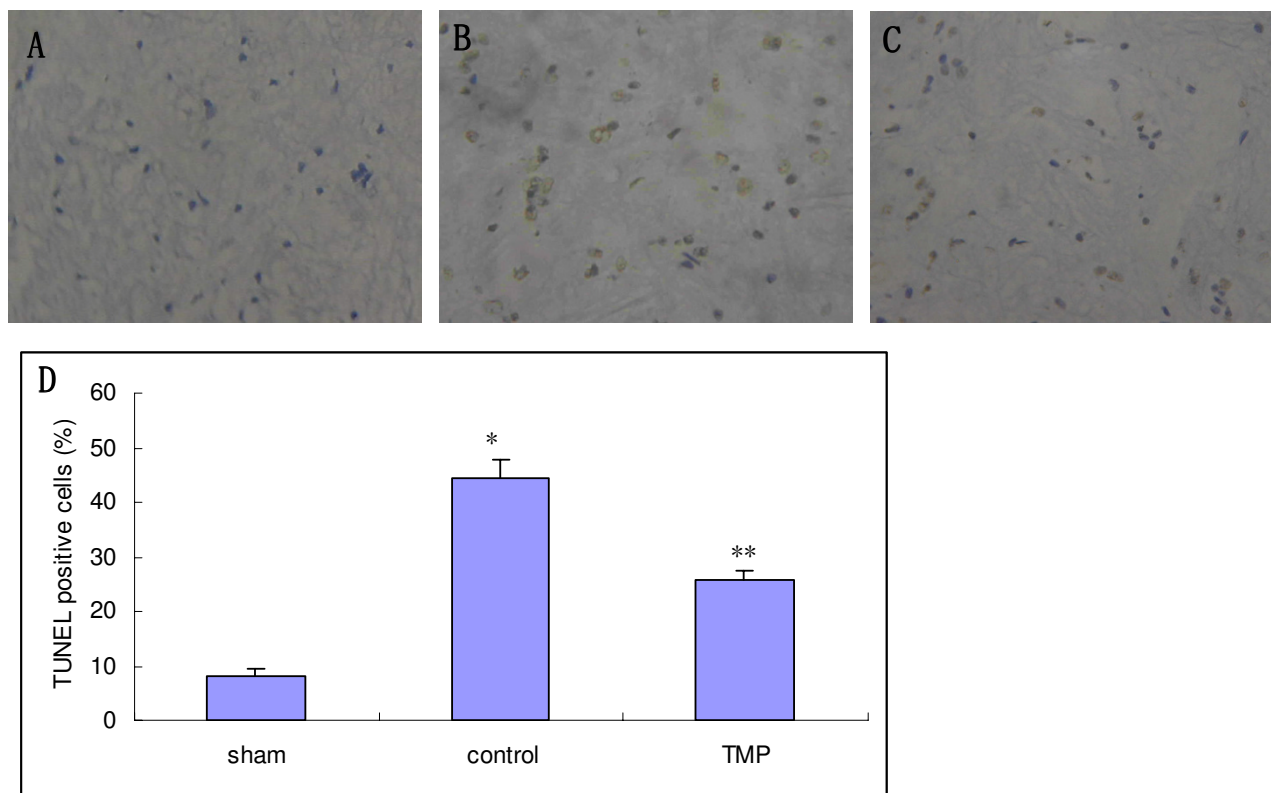 A
B
C
D
60
50
40
30
20
10
0
TUNEL positive cells (%)
*
**
sham
control
TMP